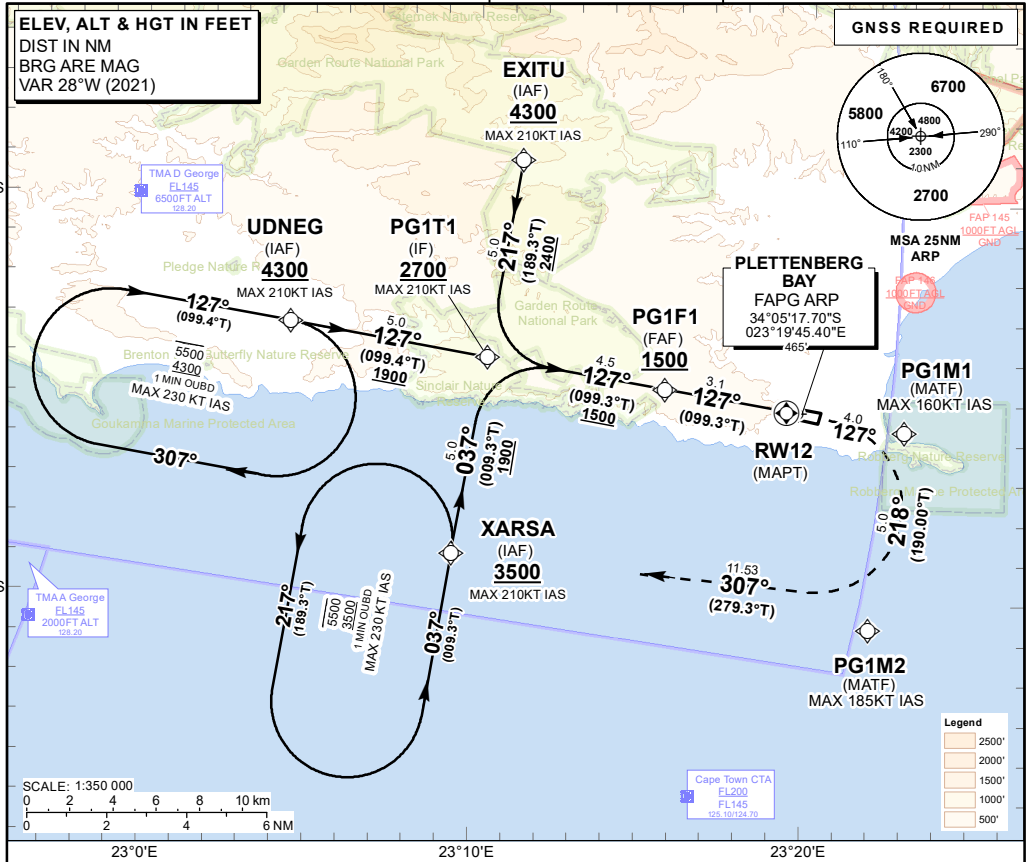 ELEV, ALT & HGT IN FEET
DIST IN NM
BRG ARE MAG
VAR 28°W (2021)
Garden Route National Park
GNSS REQUIRED
180°
6700
5800
4800
4200
110°
290°
2300
10NM
2700
MSA 25NM
ARP
FAP 145
1000FT AGL
GND
FAP 146
1000FT AGL
GND
EXITU
(IAF)
4300
MAX 210KT IAS
TMA D George
FL145
6500FT ALT
128.20
UDNEG
(IAF)
4300
MAX 210KT IAS
PG1T1
(IF)
2700
MAX 210KT IAS
5.0
217°
(189.3°T)
2400
Garden Route
National Park
PLETTENBERG
BAY
FAPG ARP
34°05'17.70"S
023°19'45.40"E
465'
PG1F1
(FAF)
1500
PG1M1
(MATF)
MAX 160KT IAS
127°
(099.4°T)
5.0
127°
(099.4°T)
1900
4.5
127°
(099.3°T)
1500
3.1
127°
(099.3°T)
4.0
127°
5500
4300
1 MIN OUBD
MAX 230 KT IAS
Goukamma Marine Protected Area
307°
5.0
037°
(009.3°T)
1900
RW12
(MAPT)
5.0
218°
(190.00°T)
XARSA
(IAF)
3500
MAX 210KT IAS
11.53
307°
(279.3°T)
TMA A George
FL145
2000FT ALT
128.20
217°
(189.3°T)
5500
3500
1 MIN OUBD
MAX 230 KT IAS
037°
(009.3°T)
PG1M2
(MATF)
MAX 185KT IAS
Cape Town CTA
FL200
FL145
125.10/124.70
Legend
2500'
2000'
1500'
1000'
500'
SCALE: 1:350 000
0 2 4 6 8 10 km
0 2 4 6 NM
23°0'E
23°10'E
23°20'E